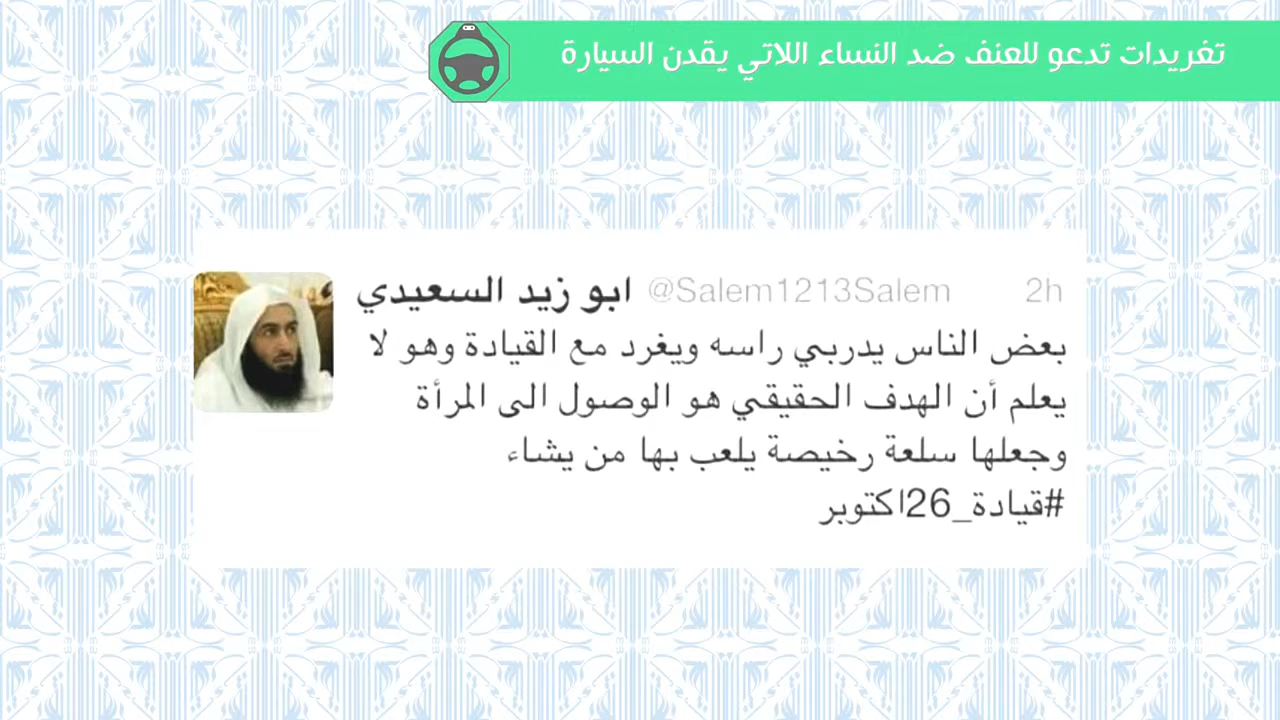 تغريدات تدعو للعنف ضد النساء اللاتي يقدن السيارة
ابو زيد السعيدي @Salem1213Salem 2h
بعض الناس يدربي راسه ويغرد مع القيادة وهو لا
يعلم أن الهدف الحقيقي هو الوصول الى المرأة
وجعلها سلعة رخيصة يلعب بها من يشاء
#قيادة_26اكتوبر